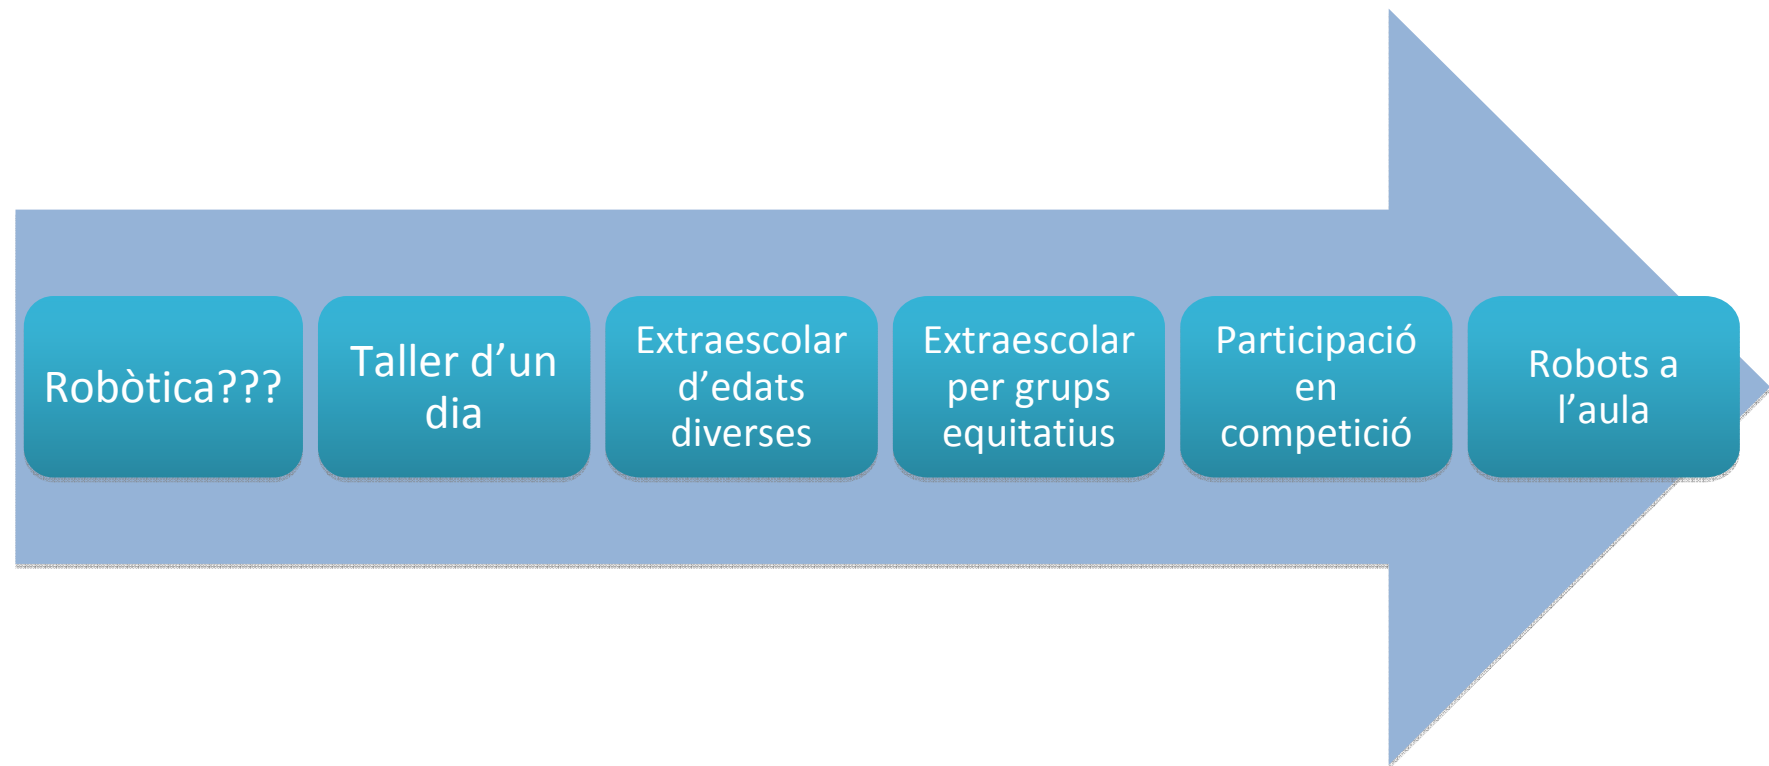 Robòtica???
Taller d’un
dia
Extraescolar
d’edats
diverses
Extraescolar
per grups
equitatius
Participació
en
competició
Robots a
l’aula